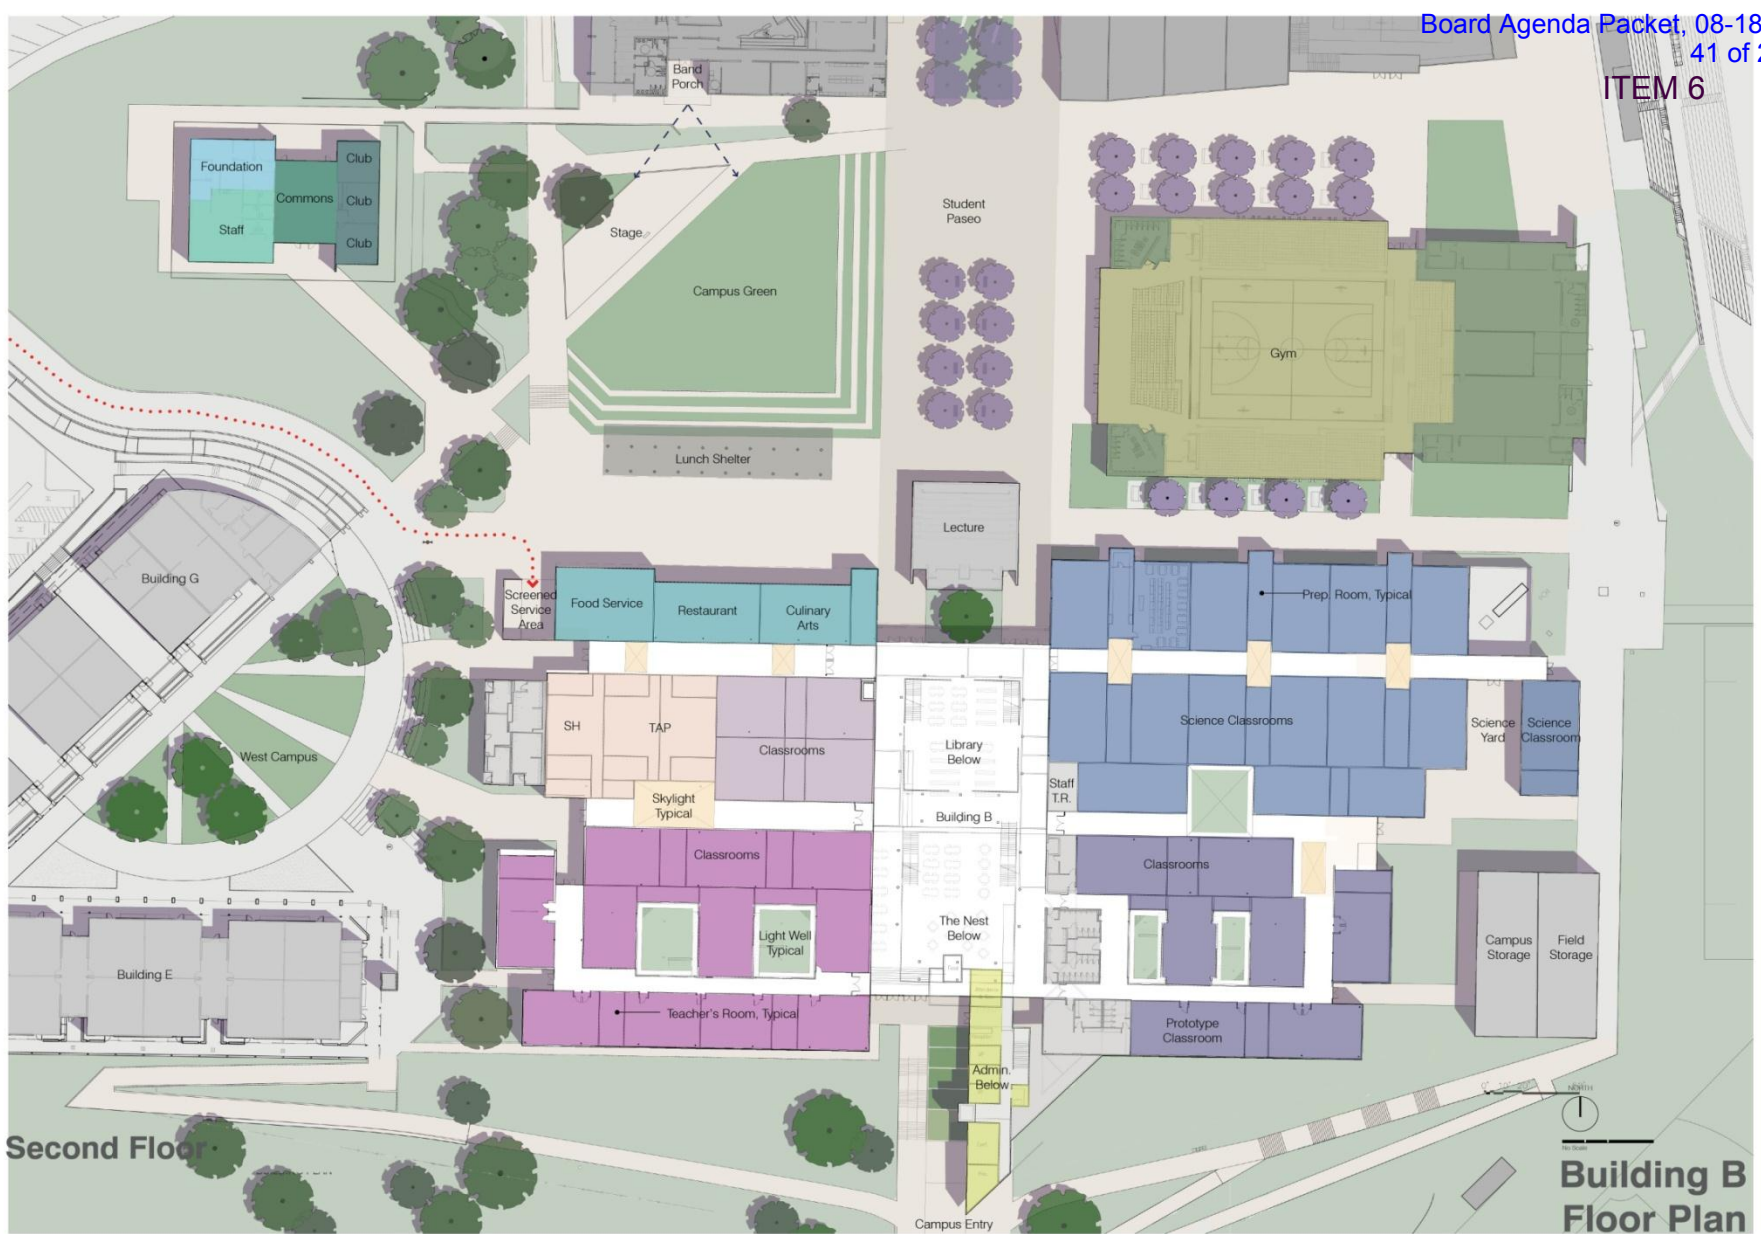 Board Agenda Packet, 08-18
41 of 2
ITEM 6
Band
Porch
Foundation
Staff
Commons
Club
Club
Club
Stage
Student
Paseo
Campus Green
Gym
Lunch Shelter
Lecture
Building G
Screened
Service
Area
Food Service
Restaurant
Culinary
Arts
Prep. Room, Typical
SH
TAP
Classrooms
Library
Below
Science Classrooms
Science
Yard
Science
Classroom
West Campus
Skylight
Typical
Staff
T.R.
Building B
Classrooms
Classrooms
Light Well
Typical
The Nest
Below
Campus
Storage
Field
Storage
Building E
Teacher's Room, Typical
Prototype
Classroom
Admin.
Below
NORTH
No Scale
Second Floor
Building B
Floor Plan
Campus Entry